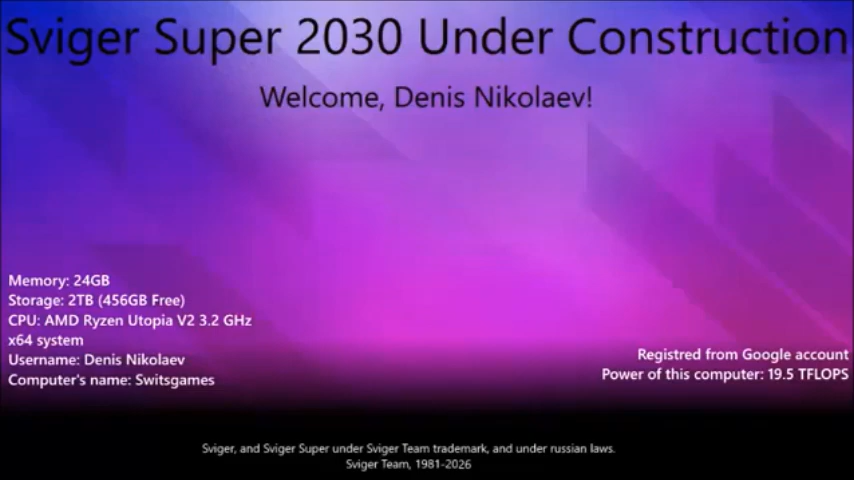 Sviger Super 2030 Under Construction
Welcome, Denis Nikolaev!
Memory: 24GB
Storage: 2TB (456GB Free)
CPU: AMD Ryzen Utopia V2 3.2 GHz
x64 system
Username: Denis Nikolaev
Computer's name: Switsgames
Registred from Google account
Power of this computer: 19.5 TFLOPS
Sviger, and Sviger Super under Sviger Team trademark, and under russian laws.
Sviger Team, 1981-2026